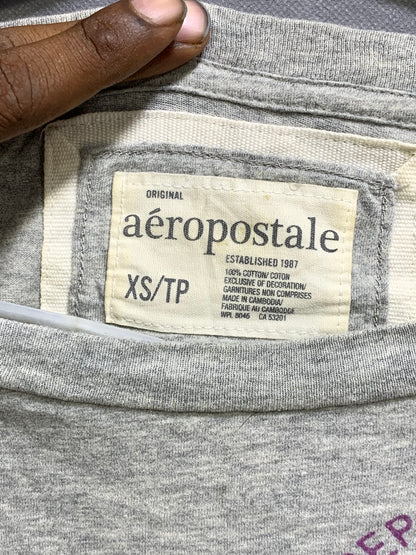 ORIGINAL
aéropostale
ESTABLISHED 1987
XS/TP
100% COTTON/ COTON
EXCLUSIVE OF DECORATION/
GARNITURES NON COMPRISES
MADE IN CAMBODIA/
FABRIQUE AU CAMBODGE
WPL 8046 CA 53201
EP